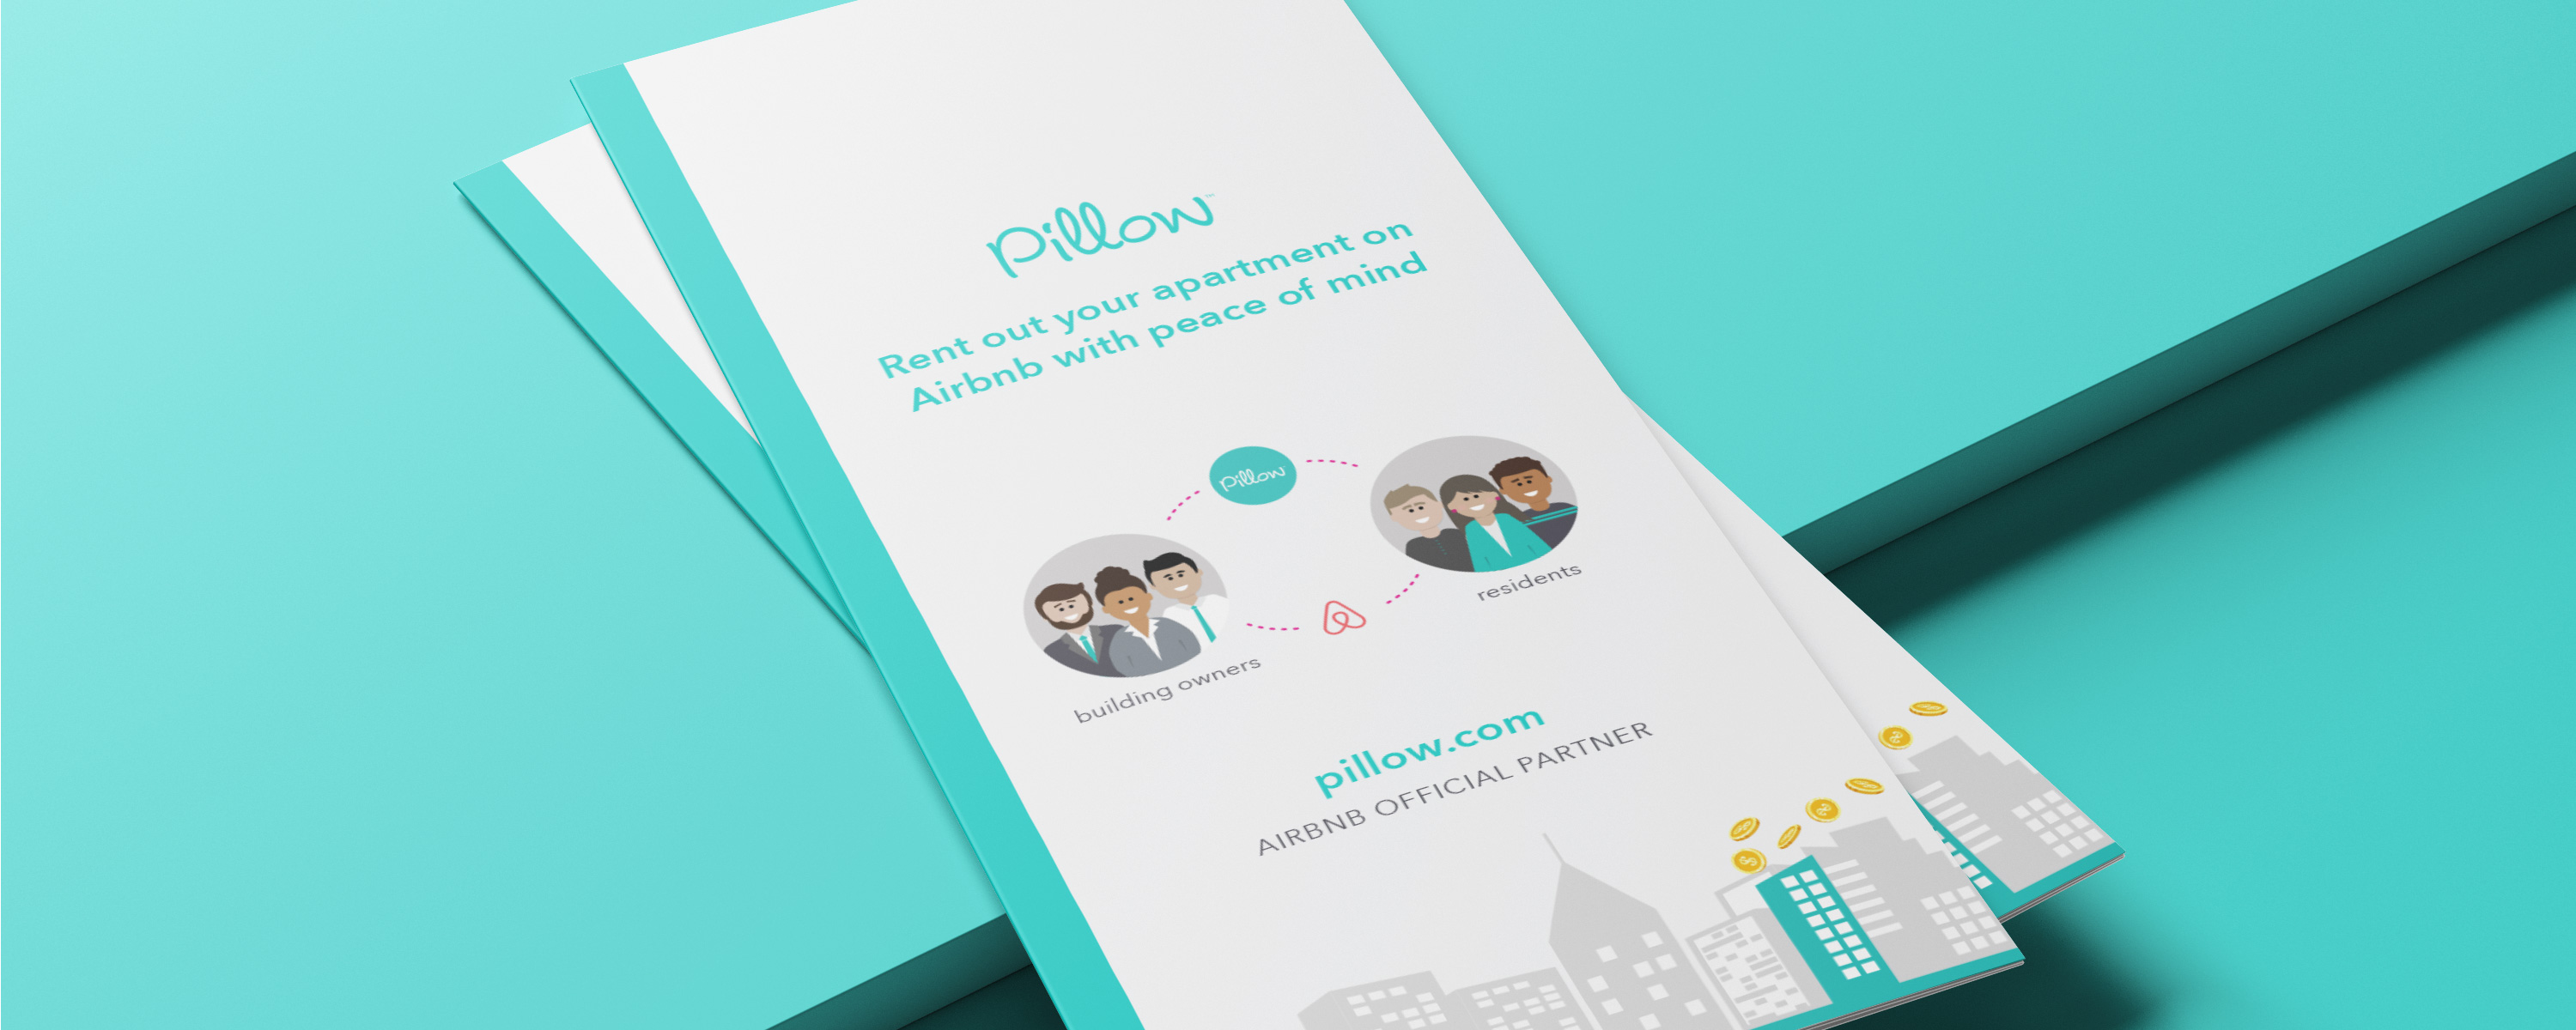 pillow™
Rent out your apartment on
Airbnb with peace of mind
pillow
residents
building owners
pillow.com
AIRBNB OFFICIAL PARTNER